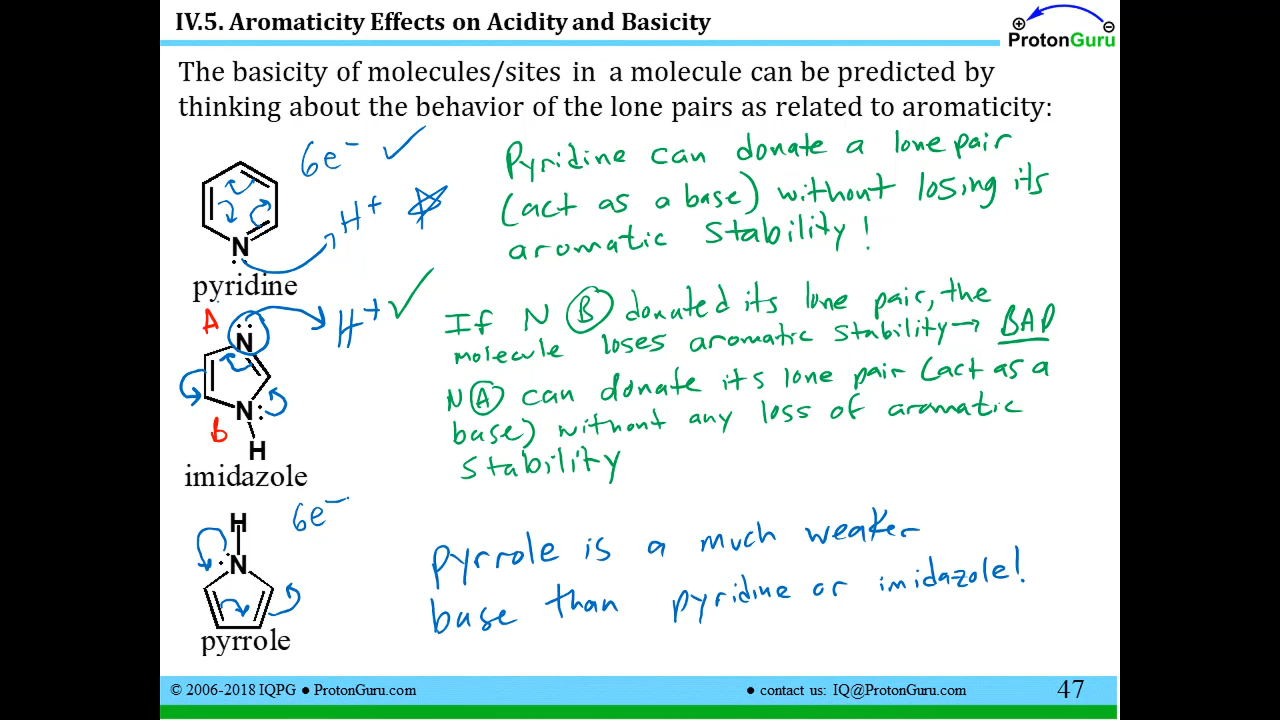 IV.5. Aromaticity Effects on Acidity and Basicity
ProtonGuru
The basicity of molecules/sites in a molecule can be predicted by
thinking about the behavior of the lone pairs as related to aromaticity:
6e⁻ ✓
H⁺
N
pyridine
Pyridine can donate a lone pair
(act as a base) without losing its
aromatic stability!
A
N
H⁺ ✓
N
B
H
imidazole
If N B donated its lone pair, the
molecule loses aromatic stability → BAD
N A can donate its lone pair (act as a
base) without any loss of aromatic
stability
H
6e⁻
N
pyrrole
pyrrole is a much weaker
base than pyridine or imidazole!
© 2006-2018 IQPG ● ProtonGuru.com
● contact us: IQ@ProtonGuru.com
47